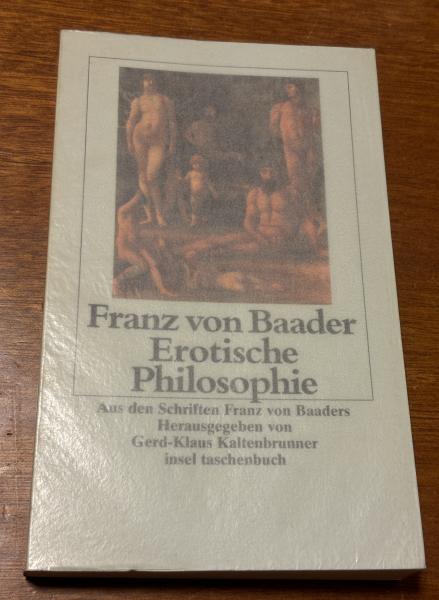 Franz von Baader
Erotische
Philosophie
Aus den Schriften Franz von Baaders
Herausgegeben von
Gerd-Klaus Kaltenbrunner
insel taschenbuch